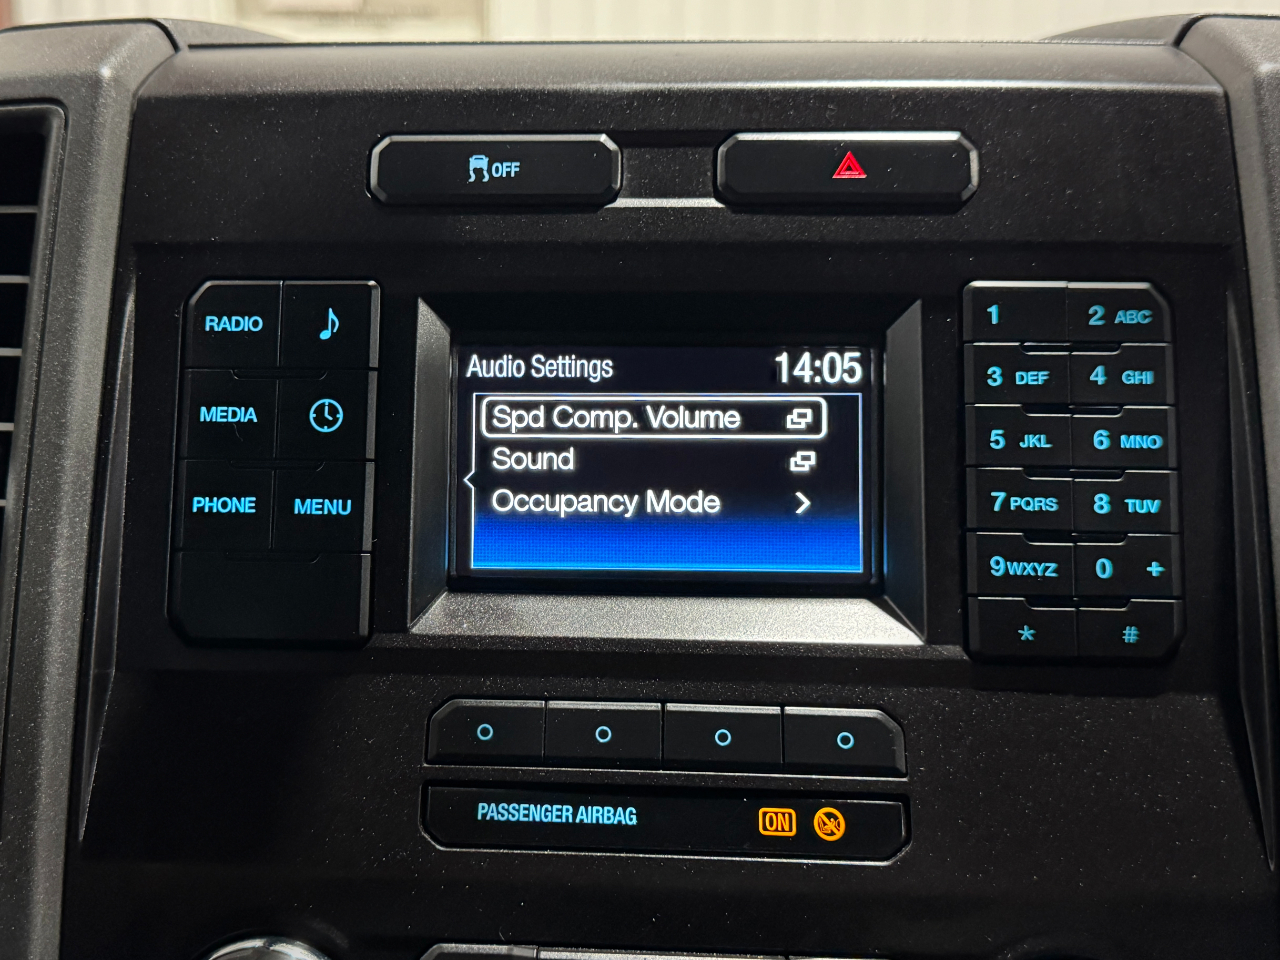 OFF
RADIO
MEDIA
PHONE MENU
Audio Settings 14:05
Spd Comp. Volume
Sound
Occupancy Mode
1 2 ABC
3 DEF 4 GHI
5 JKL 6 MNO
7 PQRS 8 TUV
9 WXYZ 0 +
* #
PASSENGER AIRBAG ON